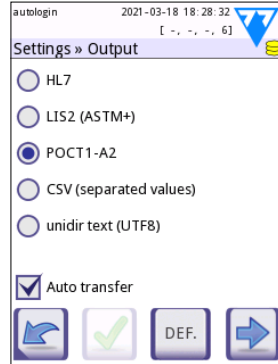 autologin
2021-03-18 18:28:32
[ -, -, -, 6]
Settings » Output
HL7
LIS2 (ASTM+)
POCT1-A2
CSV (separated values)
unidir text (UTF8)
Auto transfer
DEF.